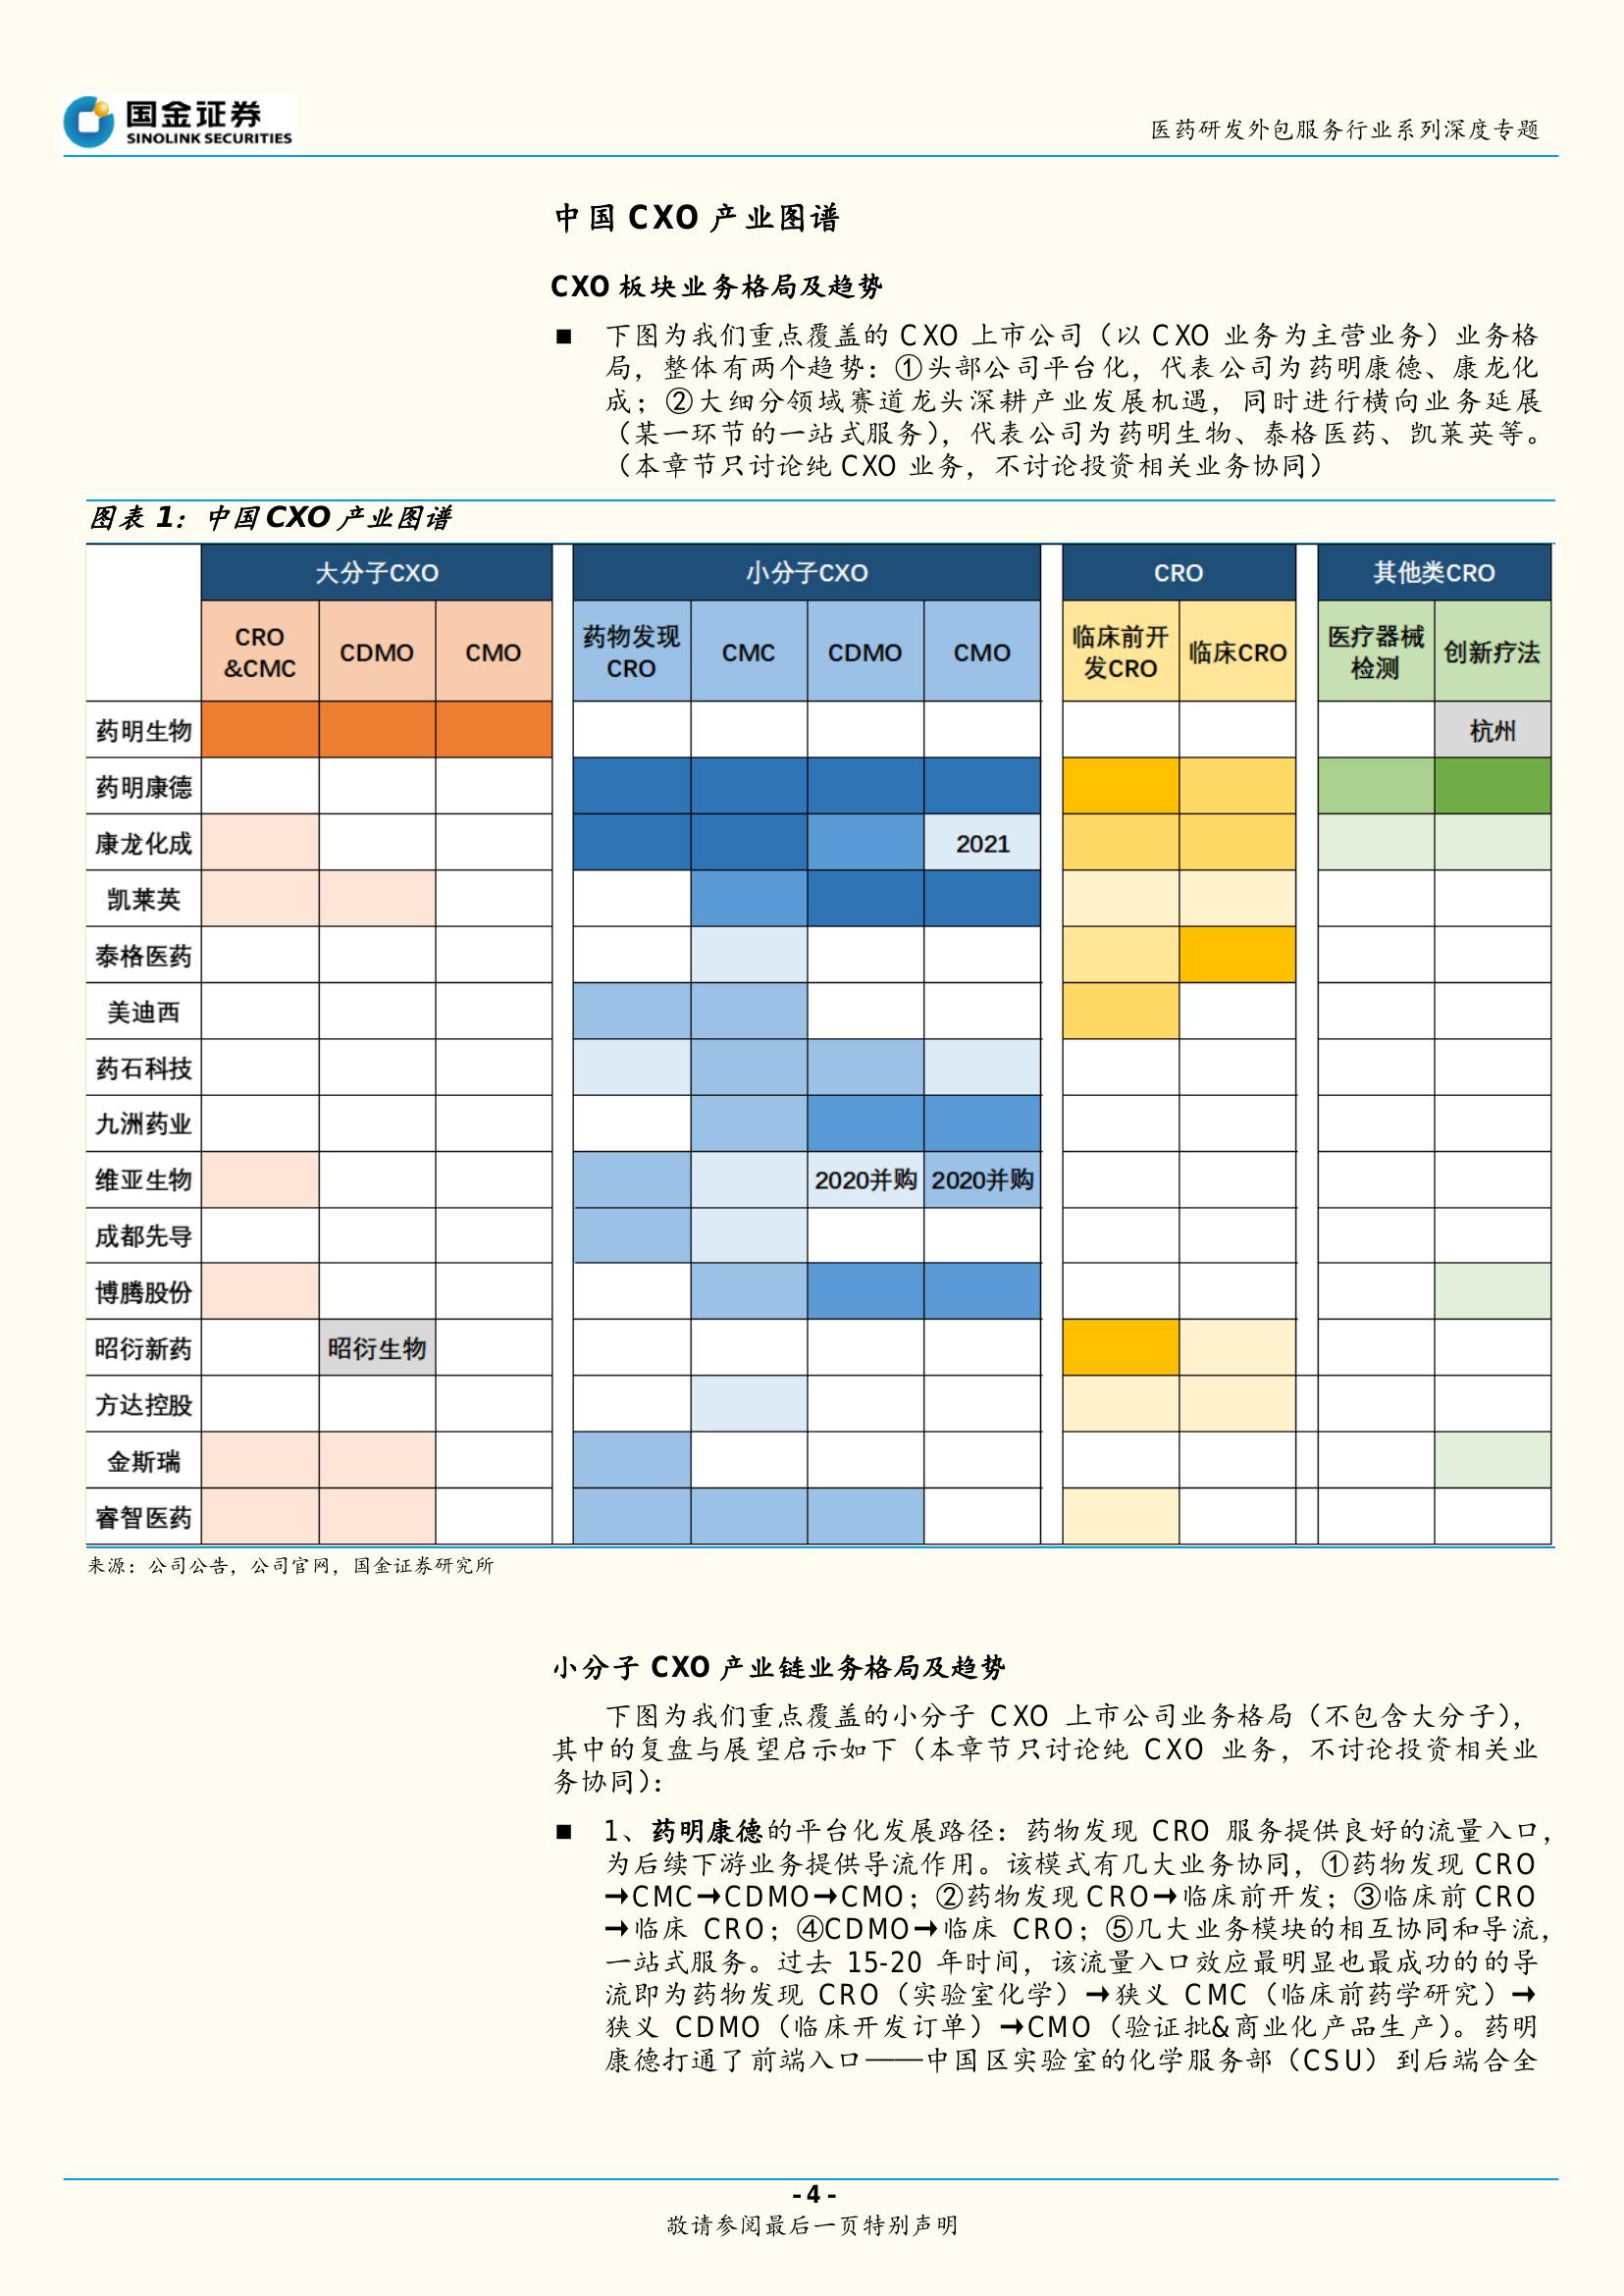 国金证券
SINOLINK SECURITIES
医药研发外包服务行业系列深度专题
中国 CXO 产业图谱
CXO 板块业务格局及趋势
■ 下图为我们重点覆盖的 CXO 上市公司（以 CXO 业务为主营业务）业务格
局，整体有两个趋势：①头部公司平台化，代表公司为药明康德、康龙化
成；②大细分领域赛道龙头深耕产业发展机遇，同时进行横向业务延展
（某一环节的一站式服务），代表公司为药明生物、泰格医药、凯莱英等。
（本章节只讨论纯 CXO 业务，不讨论投资相关业务协同）
图表 1：中国 CXO 产业图谱
大分子CXO 小分子CXO CRO 其他类CRO
CRO &CMC CDMO CMO 药物发现CRO CMC CDMO CMO 临床前开发CRO 临床CRO 医疗器械检测 创新疗法
药明生物 杭州
药明康德
康龙化成 2021
凯莱英
泰格医药
美迪西
药石科技
九洲药业
维亚生物 2020并购 2020并购
成都先导
博腾股份
昭衍新药 昭衍生物
方达控股
金斯瑞
睿智医药
来源：公司公告，公司官网，国金证券研究所
小分子 CXO 产业链业务格局及趋势
下图为我们重点覆盖的小分子 CXO 上市公司业务格局（不包含大分子），
其中的复盘与展望启示如下（本章节只讨论纯 CXO 业务，不讨论投资相关业
务协同）：
■ 1、药明康德的平台化发展路径：药物发现 CRO 服务提供良好的流量入口，
为后续下游业务提供导流作用。该模式有几大业务协同，①药物发现 CRO
→CMC→CDMO→CMO；②药物发现 CRO→临床前开发；③临床前 CRO
→临床 CRO；④CDMO→临床 CRO；⑤几大业务模块的相互协同和导流，
一站式服务。过去 15-20 年时间，该流量入口效应最明显也最成功的的导
流即为药物发现 CRO（实验室化学）→狭义 CMC（临床前药学研究）→
狭义 CDMO（临床开发订单）→CMO（验证批&商业化产品生产）。药明
康德打通了前端入口——中国区实验室的化学服务部（CSU）到后端合全
- 4 -
敬请参阅最后一页特别声明